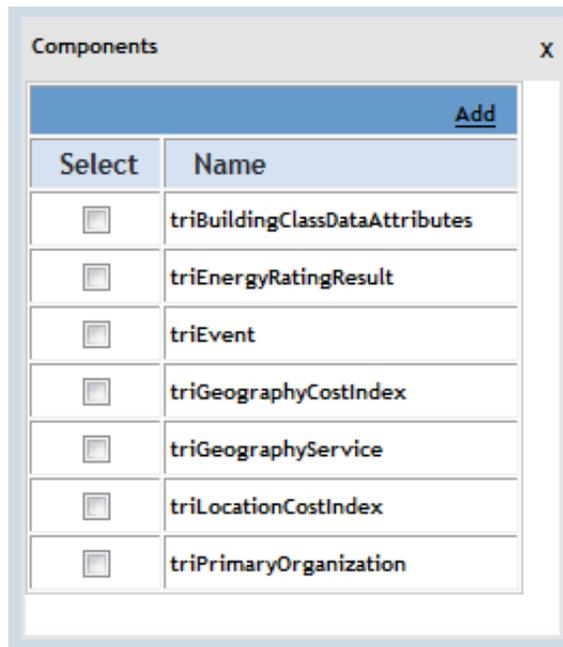 Components x
Add
Select Name
triBuildingClassDataAttributes
triEnergyRatingResult
triEvent
triGeographyCostIndex
triGeographyService
triLocationCostIndex
triPrimaryOrganization